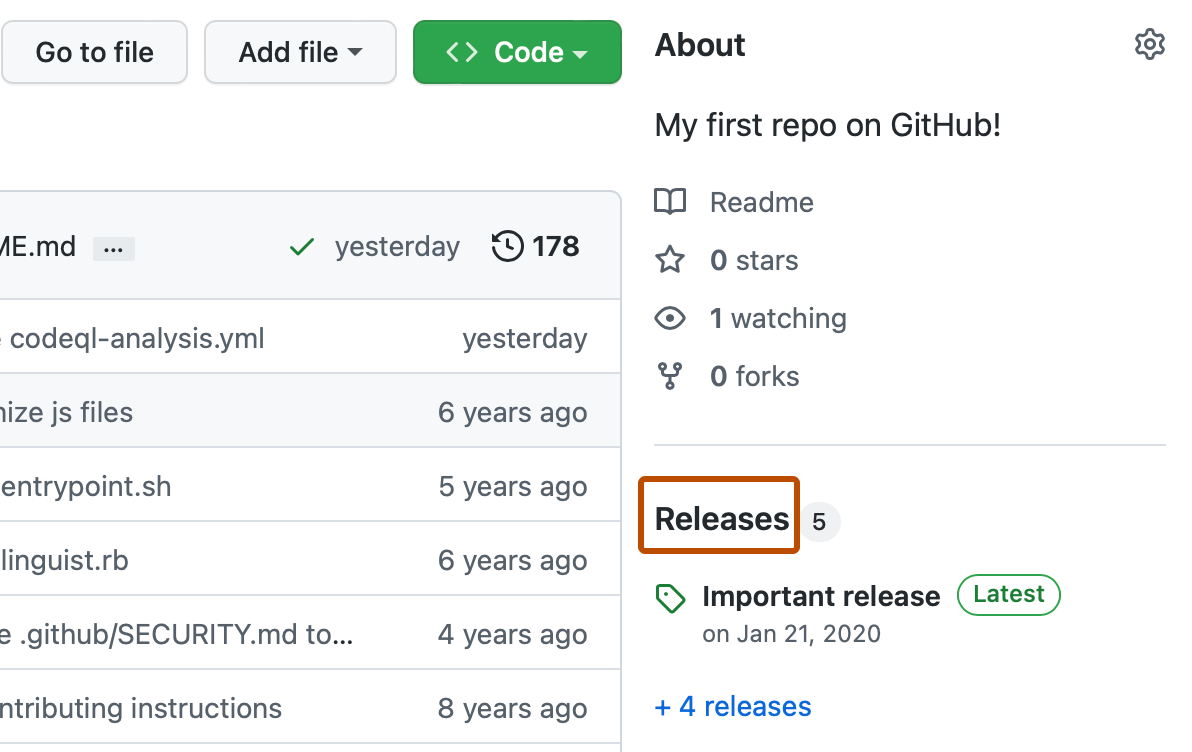 Go to file Add file Code
ME.md ... yesterday 178
codeql-analysis.yml yesterday
nize js files 6 years ago
entrypoint.sh 5 years ago
linguist.rb 6 years ago
e .github/SECURITY.md to... 4 years ago
ntributing instructions 8 years ago
About
My first repo on GitHub!
Readme
0 stars
1 watching
0 forks
Releases 5
Important release Latest
on Jan 21, 2020
+ 4 releases